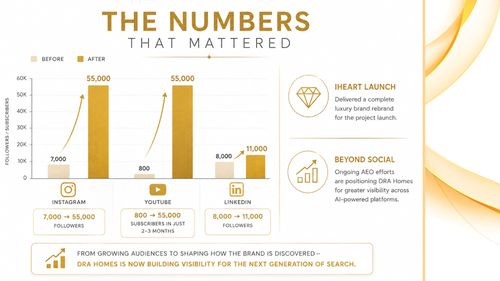 THE NUMBERS
THAT MATTERED
BEFORE
AFTER
FOLLOWERS / SUBSCRIBERS
60K
50K
40K
30K
20K
10K
0
7,000
55,000
800
55,000
8,000
11,000
INSTAGRAM
7,000 → 55,000
FOLLOWERS
YOUTUBE
800 → 55,000
SUBSCRIBERS IN JUST
2–3 MONTHS
LINKEDIN
8,000 → 11,000
FOLLOWERS
IHEART LAUNCH
Delivered a complete
luxury brand rebrand
for the project launch.
BEYOND SOCIAL
Ongoing AEO efforts
are positioning DRA Homes
for greater visibility across
AI-powered platforms.
FROM GROWING AUDIENCES TO SHAPING HOW THE BRAND IS DISCOVERED—
DRA HOMES IS NOW BUILDING VISIBILITY FOR THE NEXT GENERATION OF SEARCH.